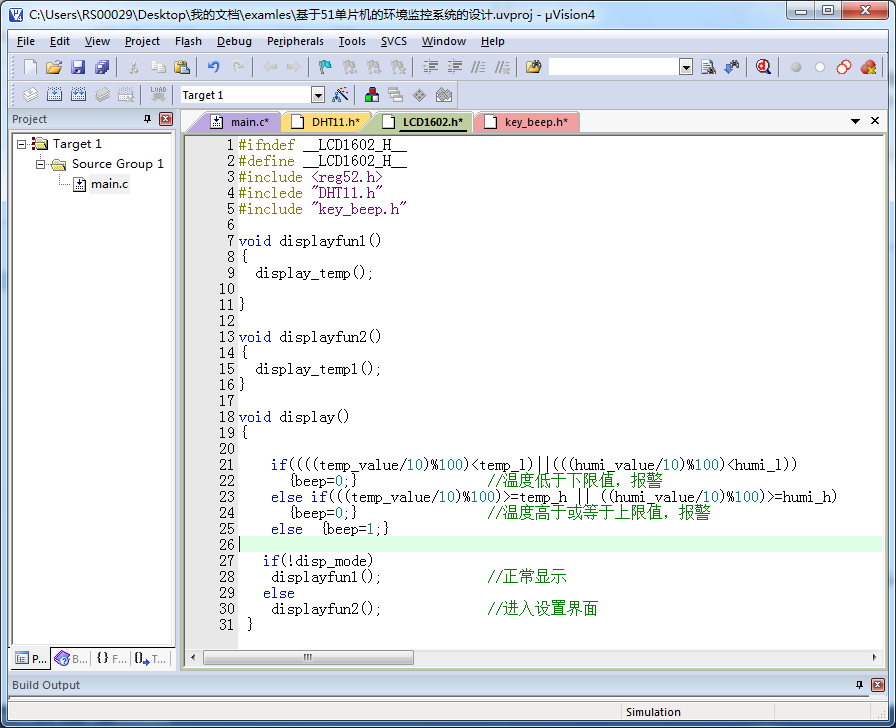 C:\Users\RS00029\Desktop\我的文档\examles\基于51单片机的环境监控系统的设计.uvproj - µVision4
File Edit View Project Flash Debug Peripherals Tools SVCS Window Help
LOAD Target 1
Project
main.c* DHT11.h* LCD1602.h* key_beep.h*
Target 1
Source Group 1
main.c
1 #ifndef __LCD1602_H__
2 #define __LCD1602_H__
3 #include <reg52.h>
4 #inclede "DHT11.h"
5 #include "key_beep.h"
6
7 void displayfun1()
8 {
9 display_temp();
10
11 }
12
13 void displayfun2()
14 {
15 display_temp1();
16 }
17
18 void display()
19 {
20
21 if((((temp_value/10)%100)<temp_l)||(((humi_value/10)%100)<humi_l))
22 {beep=0;} //温度低于下限值，报警
23 else if(((temp_value/10)%100)>=temp_h || ((humi_value/10)%100)>=humi_h)
24 {beep=0;} //温度高于或等于上限值，报警
25 else {beep=1;}
26
27 if(!disp_mode)
28 displayfun1(); //正常显示
29 else
30 displayfun2(); //进入设置界面
31 }
P... B... {} F... 0 T...
Build Output
Simulation